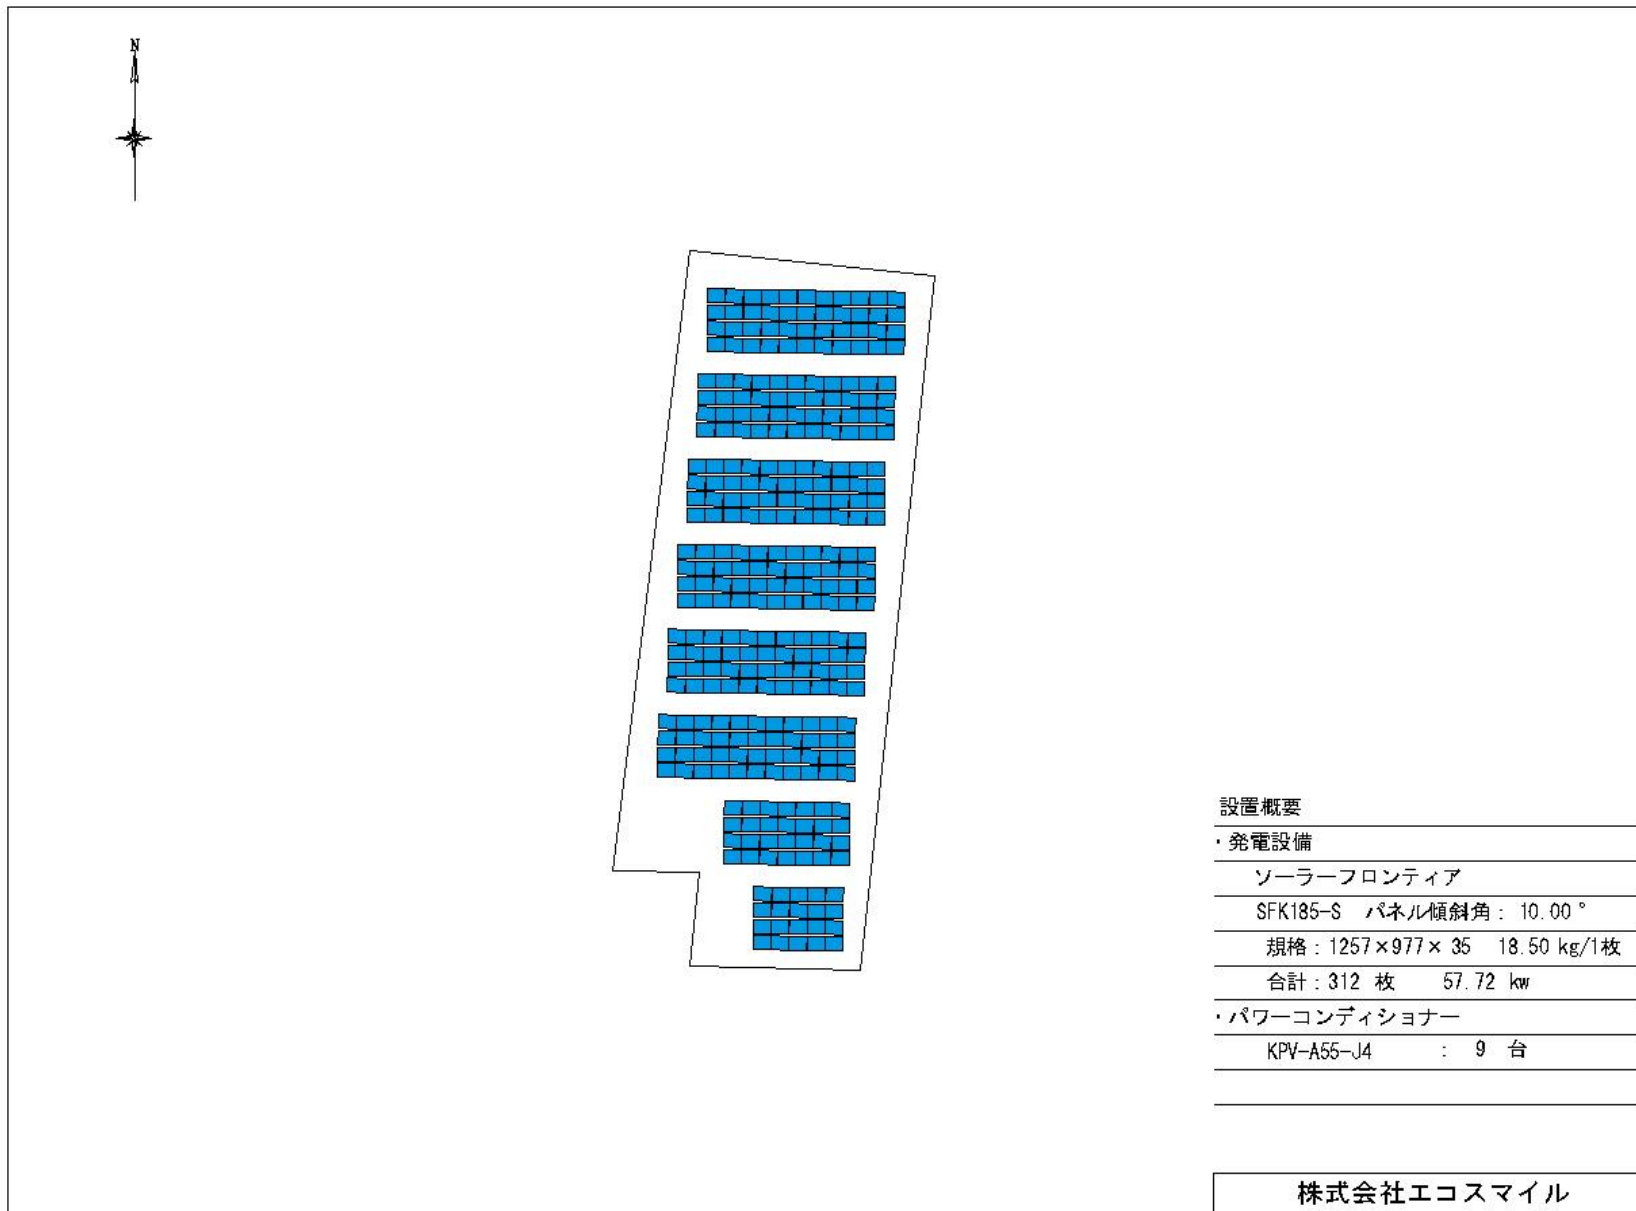 N
設置概要
・発電設備
ソーラーフロンティア
SFK185-S パネル傾斜角：10.00°
規格：1257×977×35 18.50 kg/1枚
合計：312 枚 57.72 kw
・パワーコンディショナー
KPV-A55-J4 ： 9 台
株式会社エコスマイル